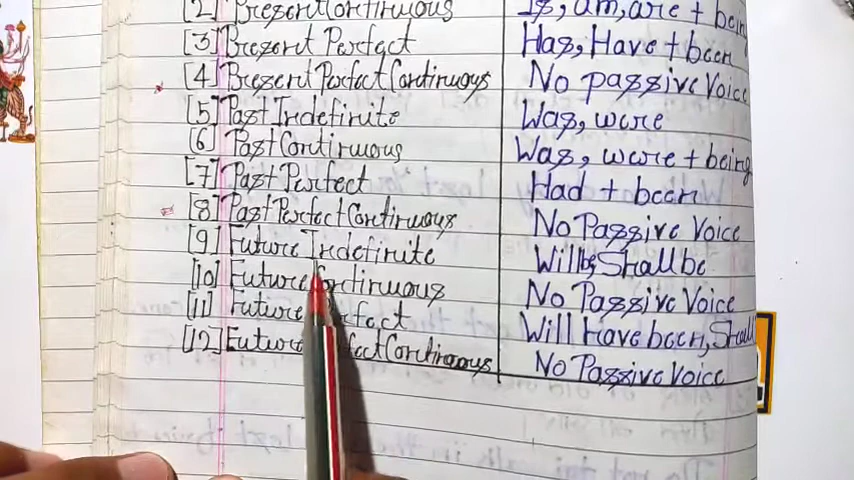 [2] Present Continuous Is, am, are + being
[3] Present Perfect Has, Have + been
[4] Present Perfect Continuous No passive Voice
[5] Past Indefinite Was, were
[6] Past Continuous Was, were + being
[7] Past Perfect Had + been
[8] Past Perfect Continuous No Passive Voice
[9] Future Indefinite Will be, Shall be
[10] Future Continuous No Passive Voice
[11] Future Perfect Will Have been, Shall
[12] Future Perfect Continuous No Passive Voice